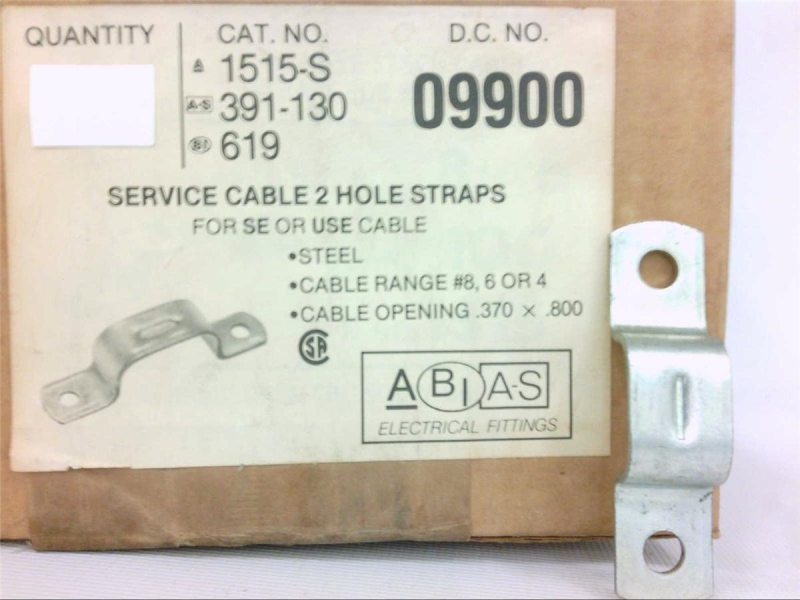 QUANTITY
CAT. NO.
D.C. NO.
A 1515-S
A-S 391-130
09900
BI 619
SERVICE CABLE 2 HOLE STRAPS
FOR SE OR USE CABLE
•STEEL
•CABLE RANGE #8, 6 OR 4
•CABLE OPENING .370 × .800
CSA
A BI A-S
ELECTRICAL FITTINGS